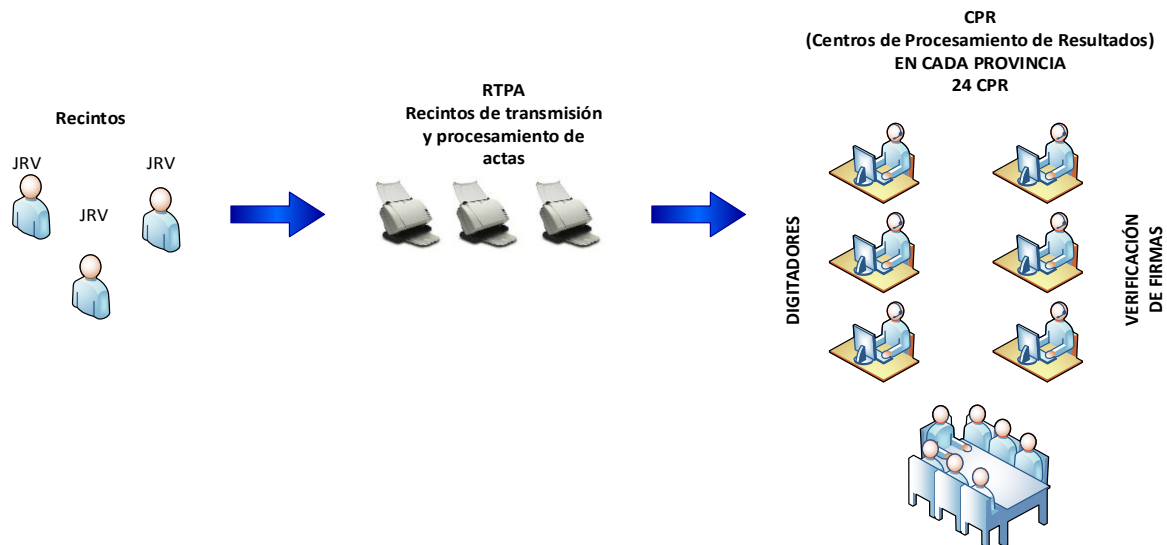 Recintos
JRV
JRV
JRV
RTPA
Recintos de transmisión
y procesamiento de
actas
CPR
(Centros de Procesamiento de Resultados)
EN CADA PROVINCIA
24 CPR
DIGITADORES
VERIFICACIÓN
DE FIRMAS